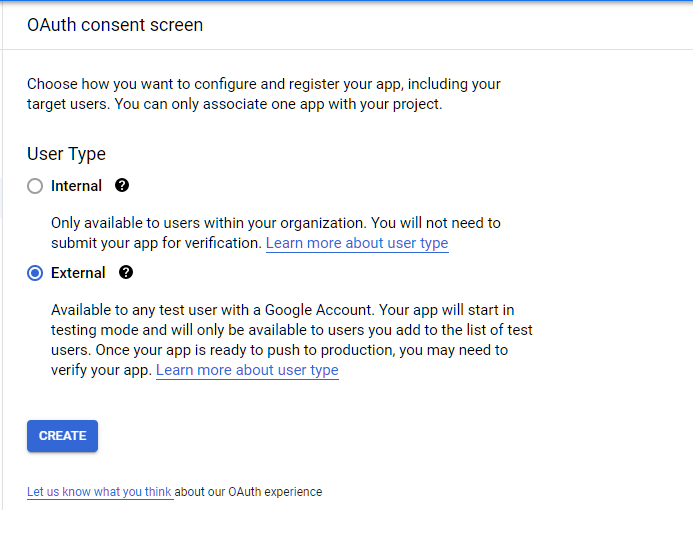 OAuth consent screen
Choose how you want to configure and register your app, including your
target users. You can only associate one app with your project.
User Type
Internal ?
Only available to users within your organization. You will not need to
submit your app for verification. Learn more about user type
External ?
Available to any test user with a Google Account. Your app will start in
testing mode and will only be available to users you add to the list of test
users. Once your app is ready to push to production, you may need to
verify your app. Learn more about user type
CREATE
Let us know what you think about our OAuth experience